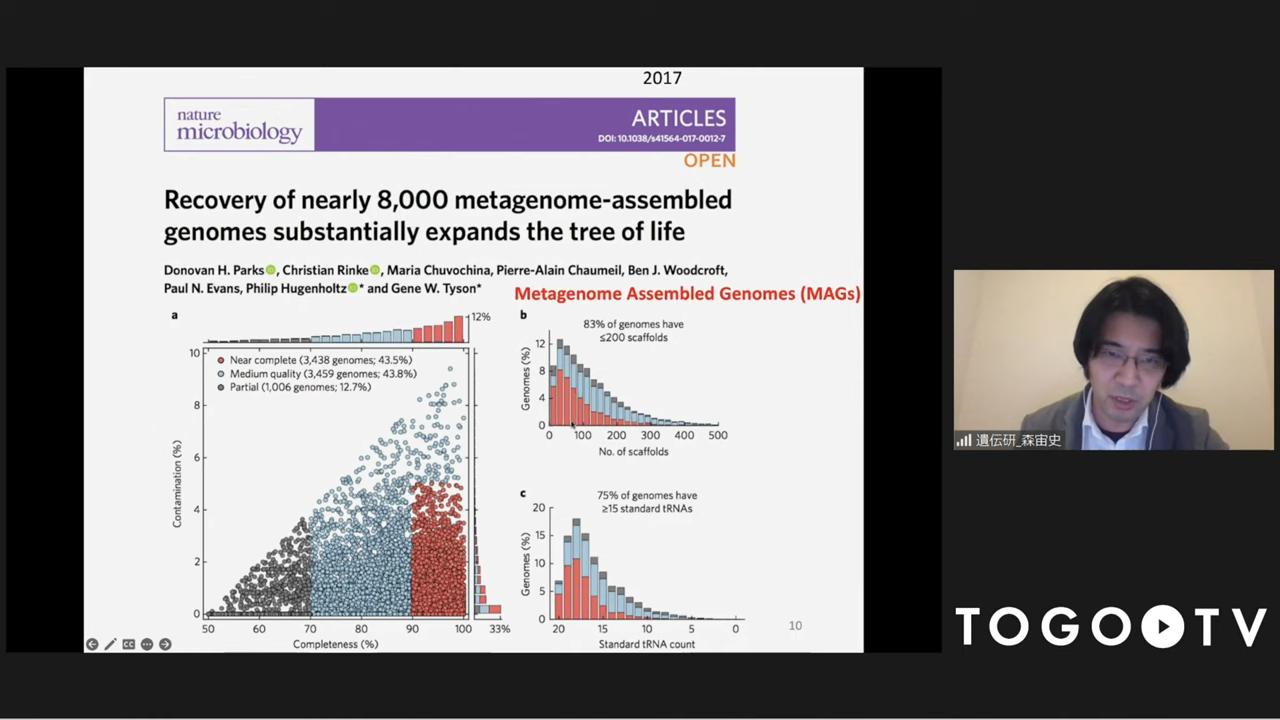 2017
nature
microbiology
ARTICLES
DOI: 10.1038/s41564-017-0012-7
OPEN
Recovery of nearly 8,000 metagenome-assembled
genomes substantially expands the tree of life
Donovan H. Parks, Christian Rinke, Maria Chuvochina, Pierre-Alain Chaumeil, Ben J. Woodcroft,
Paul N. Evans, Philip Hugenholtz* and Gene W. Tyson*
Metagenome Assembled Genomes (MAGs)
a
12%
Near complete (3,438 genomes; 43.5%)
Medium quality (3,459 genomes; 43.8%)
Partial (1,006 genomes; 12.7%)
Contamination (%)
10
8
6
4
2
0
50 60 70 80 90 100 33%
Completeness (%)
b
83% of genomes have
≤200 scaffolds
Genomes (%)
12
8
4
0
0 100 200 300 400 500
No. of scaffolds
c
75% of genomes have
≥15 standard tRNAs
Genomes (%)
20
15
10
5
0
20 15 10 5 0
Standard tRNA count
10
CC
遺伝研_森宙史
TOGO TV